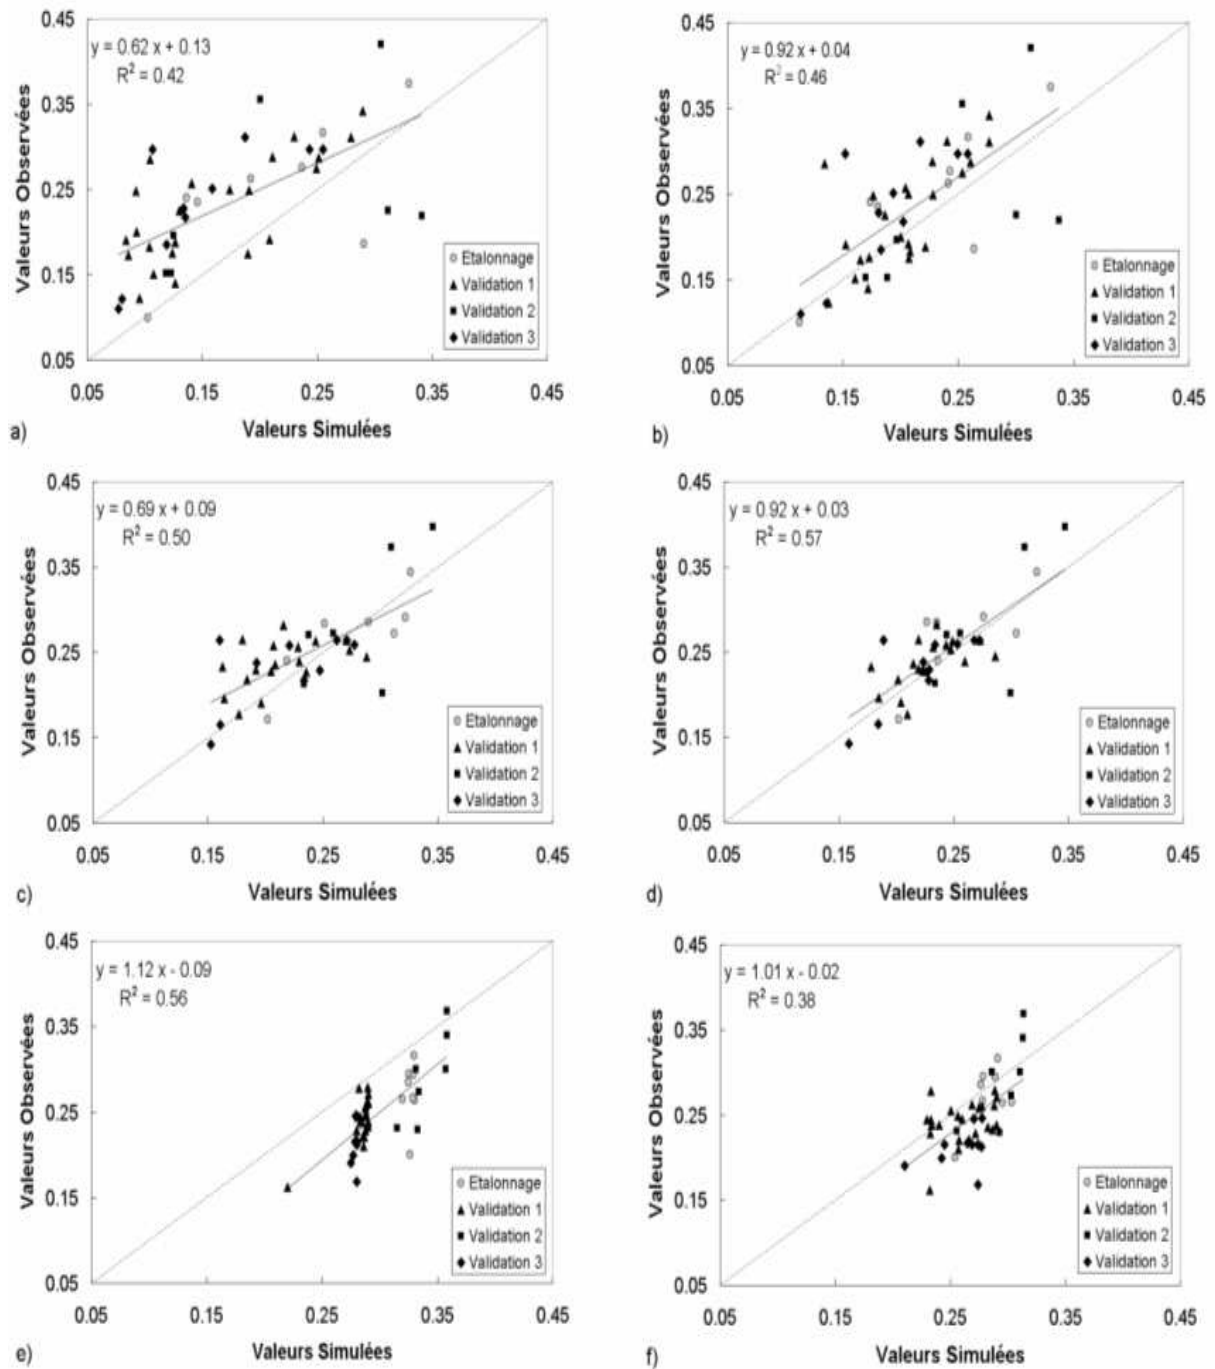 0.45
y = 0.62 x + 0.13
R² = 0.42
0.35
0.25
0.15
0.05
Valeurs Observées
Etalonnage
Validation 1
Validation 2
Validation 3
0.05 0.15 0.25 0.35 0.45
Valeurs Simulées
a)
0.45
y = 0.92 x + 0.04
R² = 0.46
0.35
0.25
0.15
0.05
Valeurs Observées
Etalonnage
Validation 1
Validation 2
Validation 3
0.05 0.15 0.25 0.35 0.45
Valeurs Simulées
b)
0.45
y = 0.69 x + 0.09
R² = 0.50
0.35
0.25
0.15
0.05
Valeurs Observées
Etalonnage
Validation 1
Validation 2
Validation 3
0.05 0.15 0.25 0.35 0.45
Valeurs Simulées
c)
0.45
y = 0.92 x + 0.03
R² = 0.57
0.35
0.25
0.15
0.05
Valeurs Observées
Etalonnage
Validation 1
Validation 2
Validation 3
0.05 0.15 0.25 0.35 0.45
Valeurs Simulées
d)
0.45
y = 1.12 x - 0.09
R² = 0.56
0.35
0.25
0.15
0.05
Valeurs Observées
Etalonnage
Validation 1
Validation 2
Validation 3
0.05 0.15 0.25 0.35 0.45
Valeurs Simulées
e)
0.45
y = 1.01 x - 0.02
R² = 0.38
0.35
0.25
0.15
0.05
Valeurs Observées
Etalonnage
Validation 1
Validation 2
Validation 3
0.05 0.15 0.25 0.35 0.45
Valeurs Simulées
f)